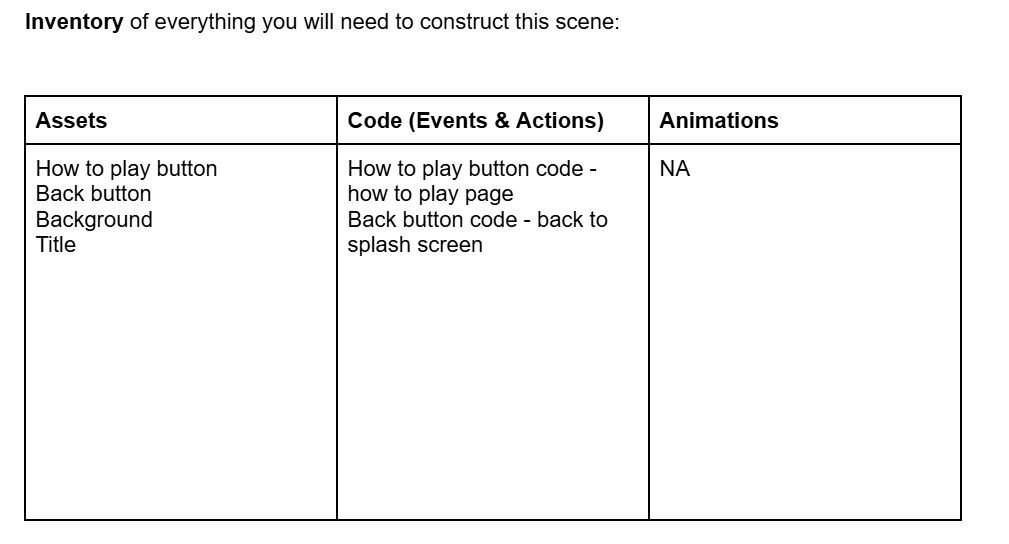 Inventory of everything you will need to construct this scene:
Assets
Code (Events & Actions)
Animations
How to play button
Back button
Background
Title
How to play button code -
how to play page
Back button code - back to
splash screen
NA